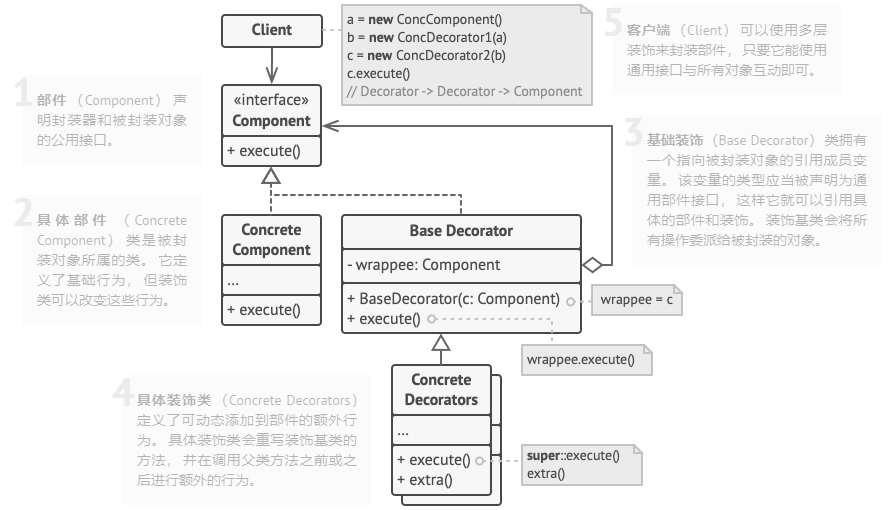 Client
a = new ConcComponent()
b = new ConcDecorator1(a)
c = new ConcDecorator2(b)
c.execute()
// Decorator -> Decorator -> Component
5
客户端 （Client） 可以使用多层
装饰来封装部件， 只要它能使用
通用接口与所有对象互动即可。
1
部件 （Component） 声
明封装器和被封装对象
的公用接口。
«interface»
Component
+ execute()
3
基础装饰 （Base Decorator） 类拥有
一个指向被封装对象的引用成员变
量。 该变量的类型应当被声明为通
用部件接口， 这样它就可以引用具
体的部件和装饰。 装饰基类会将所
有操作委派给被封装的对象。
2
具体部件 （Concrete
Component） 类是被封
装对象所属的类。 它定
义了基础行为， 但装饰
类可以改变这些行为。
Concrete
Component
...
+ execute()
Base Decorator
- wrappee: Component
+ BaseDecorator(c: Component)
+ execute()
wrappee = c
wrappee.execute()
4
具体装饰类 （Concrete Decorators）
定义了可动态添加到部件的额外行
为。 具体装饰类会重写装饰基类的
方法， 并在调用父类方法之前或之
后进行额外的行为。
Concrete
Decorators
...
+ execute()
+ extra()
super::execute()
extra()